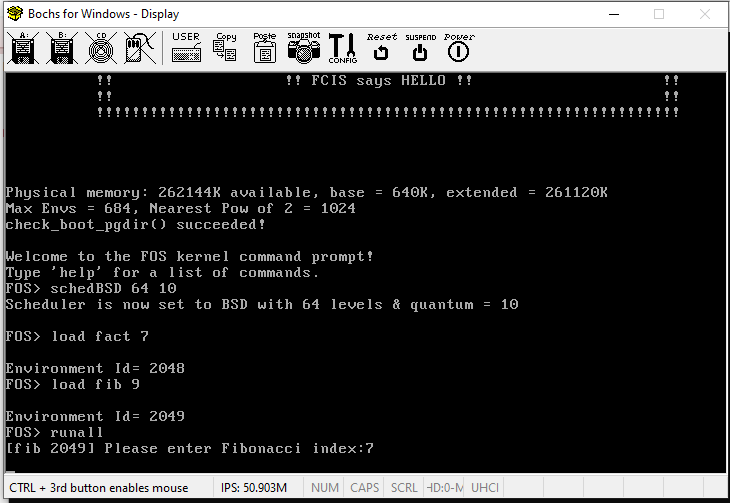 Bochs for Windows - Display
A: B: CD USER Copy Paste snapshot CONFIG Reset SUSPEND Power
!! !! FCIS says HELLO !! !!
!! !!
!!!!!!!!!!!!!!!!!!!!!!!!!!!!!!!!!!!!!!!!!!!!!!!!!!!!!!!!!!!!!!!!!
Physical memory: 262144K available, base = 640K, extended = 261120K
Max Envs = 684, Nearest Pow of 2 = 1024
check_boot_pgdir() succeeded!
Welcome to the FOS kernel command prompt!
Type 'help' for a list of commands.
FOS> schedBSD 64 10
Scheduler is now set to BSD with 64 levels & quantum = 10
FOS> load fact 7
Environment Id= 2048
FOS> load fib 9
Environment Id= 2049
FOS> runall
[fib 2049] Please enter Fibonacci index:7
CTRL + 3rd button enables mouse IPS: 50.903M NUM CAPS SCRL HD:0-M UHCI